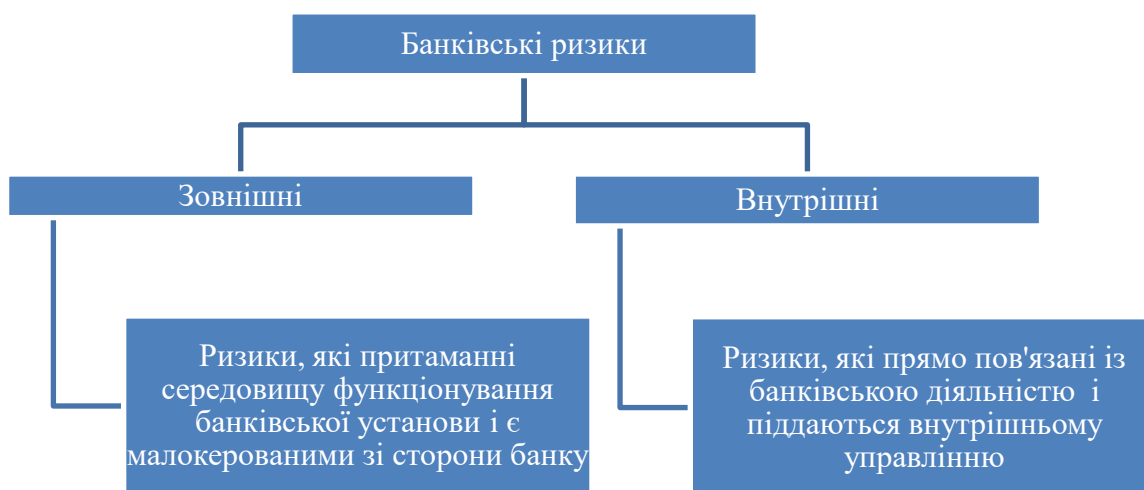 Банківські ризики
Зовнішні
Внутрішні
Ризики, які притаманні
середовищу функціонування
банківської установи і є
малокерованими зі сторони банку
Ризики, які прямо пов'язані із
банківською діяльністю  і
піддаються внутрішньому
управлінню